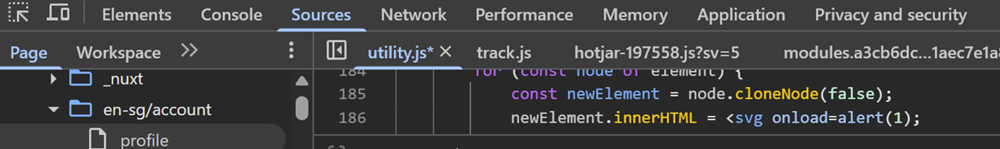 Elements Console Sources Network Performance Memory Application Privacy and security
Page Workspace utility.js* track.js hotjar-197558.js?sv=5 modules.a3cb6dc...1aec7e1a8
_nuxt
184 for (const node of element) {
en-sg/account
185 const newElement = node.cloneNode(false);
186 newElement.innerHTML = <svg onload=alert(1);
profile